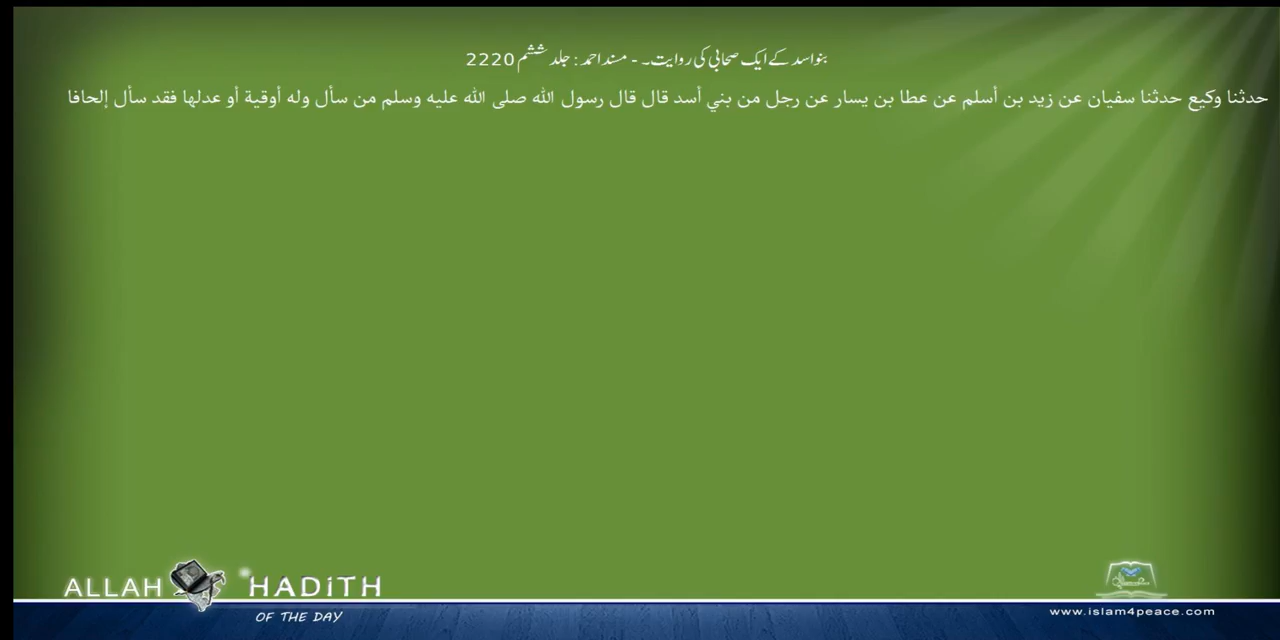 بنواسد کے ایک صحابی کی روایت۔ - مسند احمد : جلد ششم 2220
حدثنا وكيع حدثنا سفيان عن زيد بن أسلم عن عطا بن يسار عن رجل من بني أسد قال قال رسول الله صلى الله عليه وسلم من سأل وله أوقية أو عدلها فقد سأل إلحافا
ALLAH HADITH
OF THE DAY
www.islam4peace.com